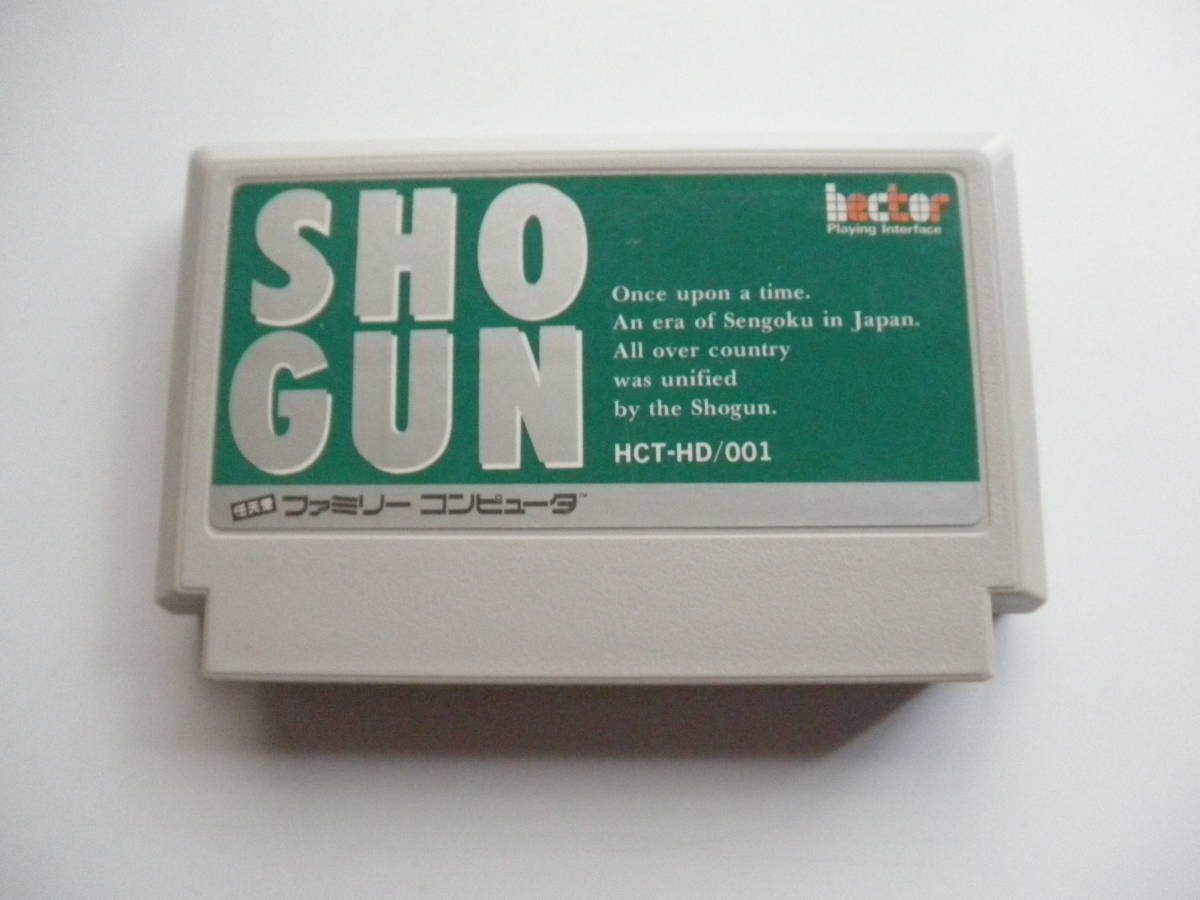 SHO
GUN
hector
Playing Interface
Once upon a time.
An era of Sengoku in Japan.
All over country
was unified
by the Shogun.
HCT-HD/001
任天堂 ファミリー コンピュータ™